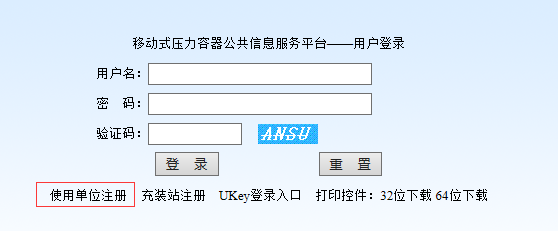 移动式压力容器公共信息服务平台——用户登录
用户名：
密　码：
验证码： ANSU
登　录　　重　置
使用单位注册　充装站注册　UKey登录入口　打印控件：32位下载 64位下载